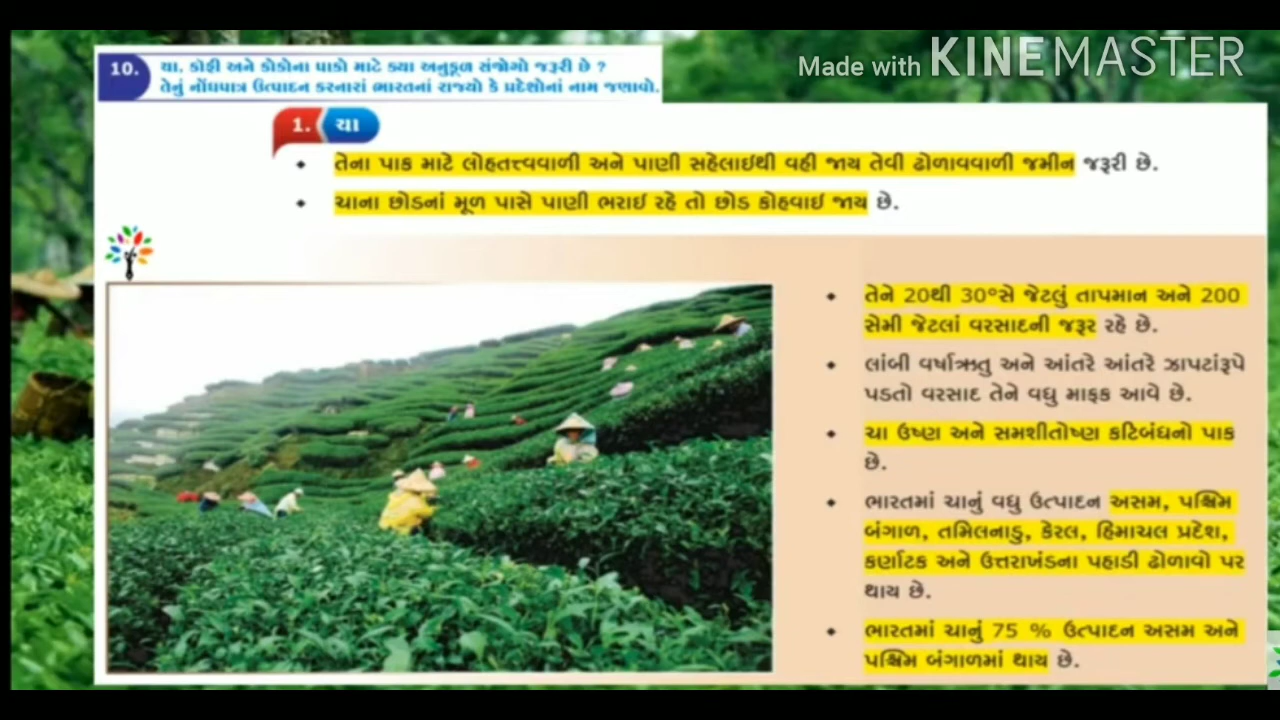 Made with KINEMASTER
10. ચા, કોફી અને કોકોના પાકો માટે ક્યા અનુકૂળ સંજોગો જરૂરી છે ?
તેનું નોંધપાત્ર ઉત્પાદન કરનારાં ભારતનાં રાજ્યો કે પ્રદેશોનાં નામ જણાવો.
1. ચા
• તેના પાક માટે લોહતત્ત્વવાળી અને પાણી સહેલાઈથી વહી જાય તેવી ઢોળાવવાળી જમીન જરૂરી છે.
• ચાના છોડનાં મૂળ પાસે પાણી ભરાઈ રહે તો છોડ કોહવાઈ જાય છે.
• તેને 20થી 30°સે જેટલું તાપમાન અને 200
સેમી જેટલાં વરસાદની જરૂર રહે છે.
• લાંબી વર્ષાઋતુ અને આંતરે આંતરે ઝાપટાંરૂપે
પડતો વરસાદ તેને વધુ માફક આવે છે.
• ચા ઉષ્ણ અને સમશીતોષ્ણ કટિબંધનો પાક
છે.
• ભારતમાં ચાનું વધુ ઉત્પાદન અસમ, પશ્ચિમ
બંગાળ, તમિલનાડુ, કેરલ, હિમાચલ પ્રદેશ,
કર્ણાટક અને ઉત્તરાખંડના પહાડી ઢોળાવો પર
થાય છે.
• ભારતમાં ચાનું 75 % ઉત્પાદન અસમ અને
પશ્ચિમ બંગાળમાં થાય છે.